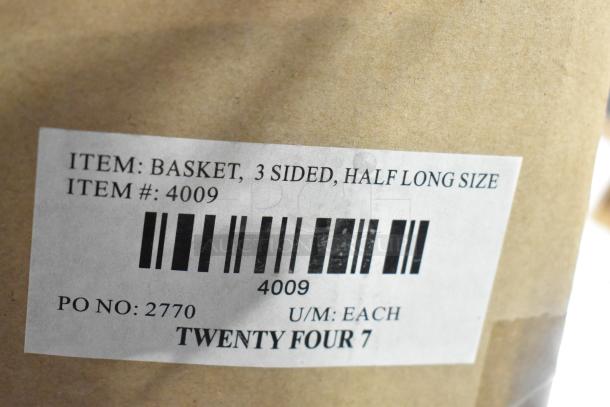 ITEM: BASKET, 3 SIDED, HALF LONG SIZE
ITEM #: 4009
4009
PO NO: 2770 U/M: EACH
TWENTY FOUR 7